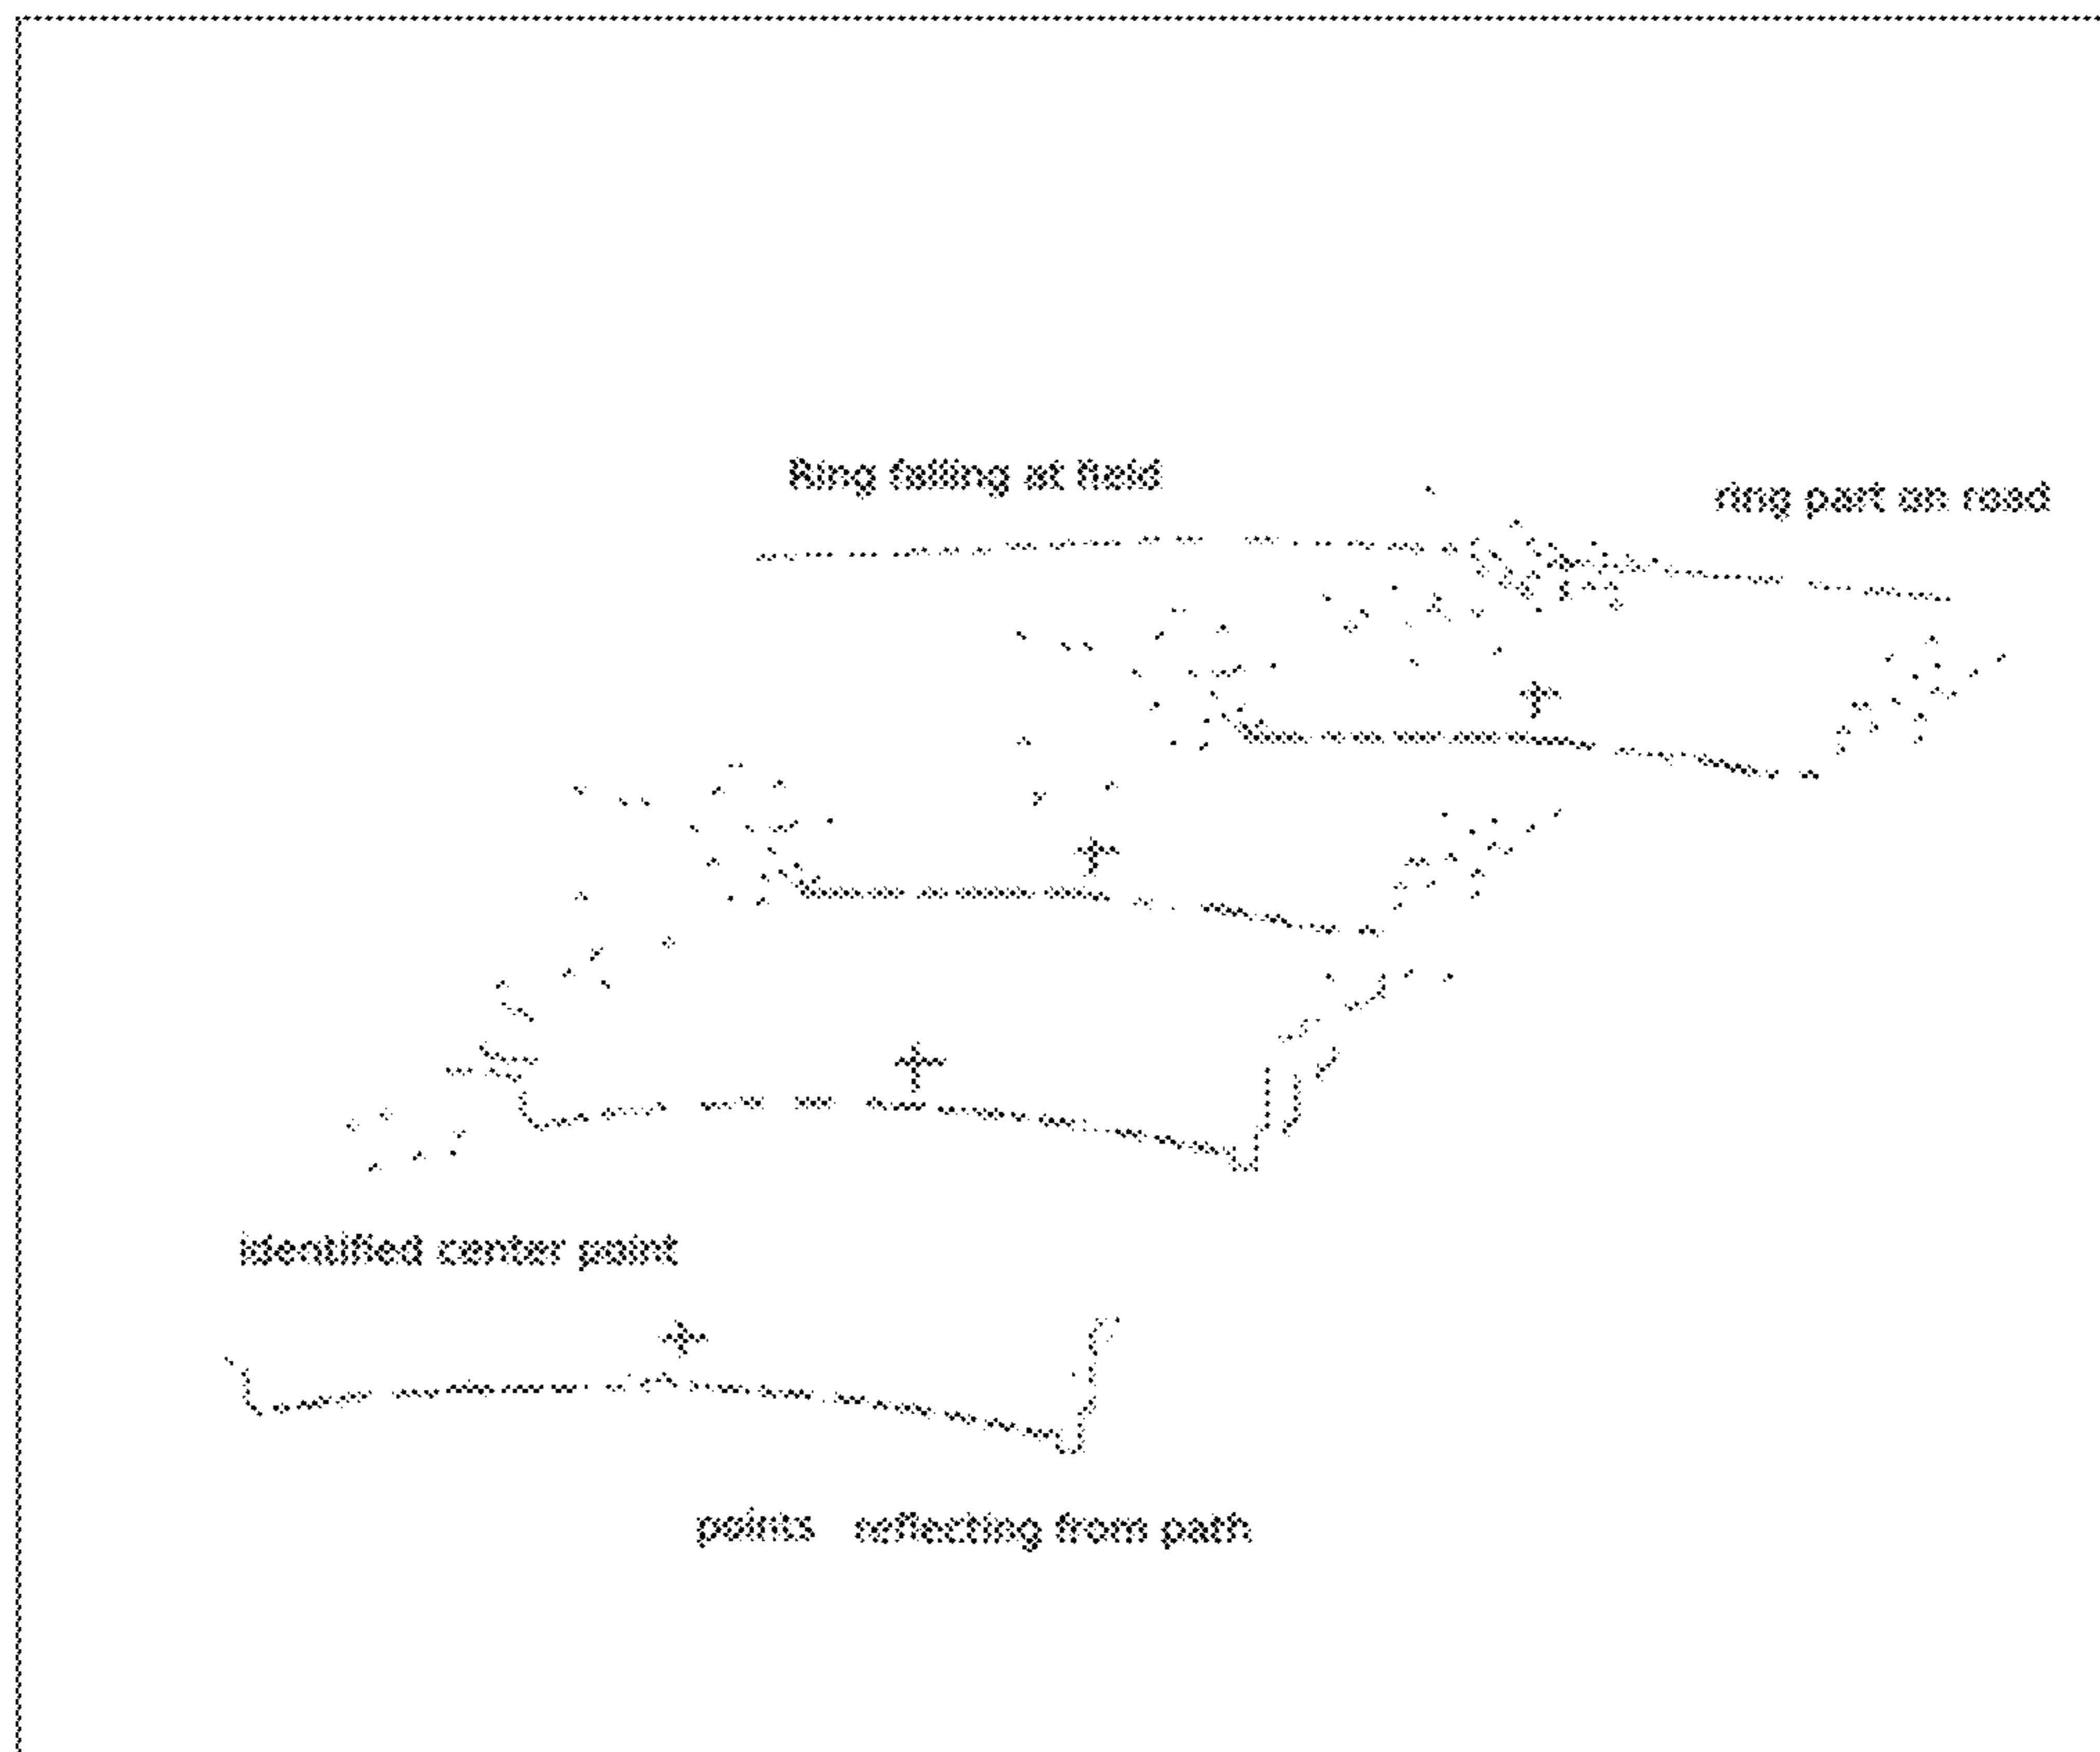 Ring falling at field
ring part on road
identified center point
points reflecting from path